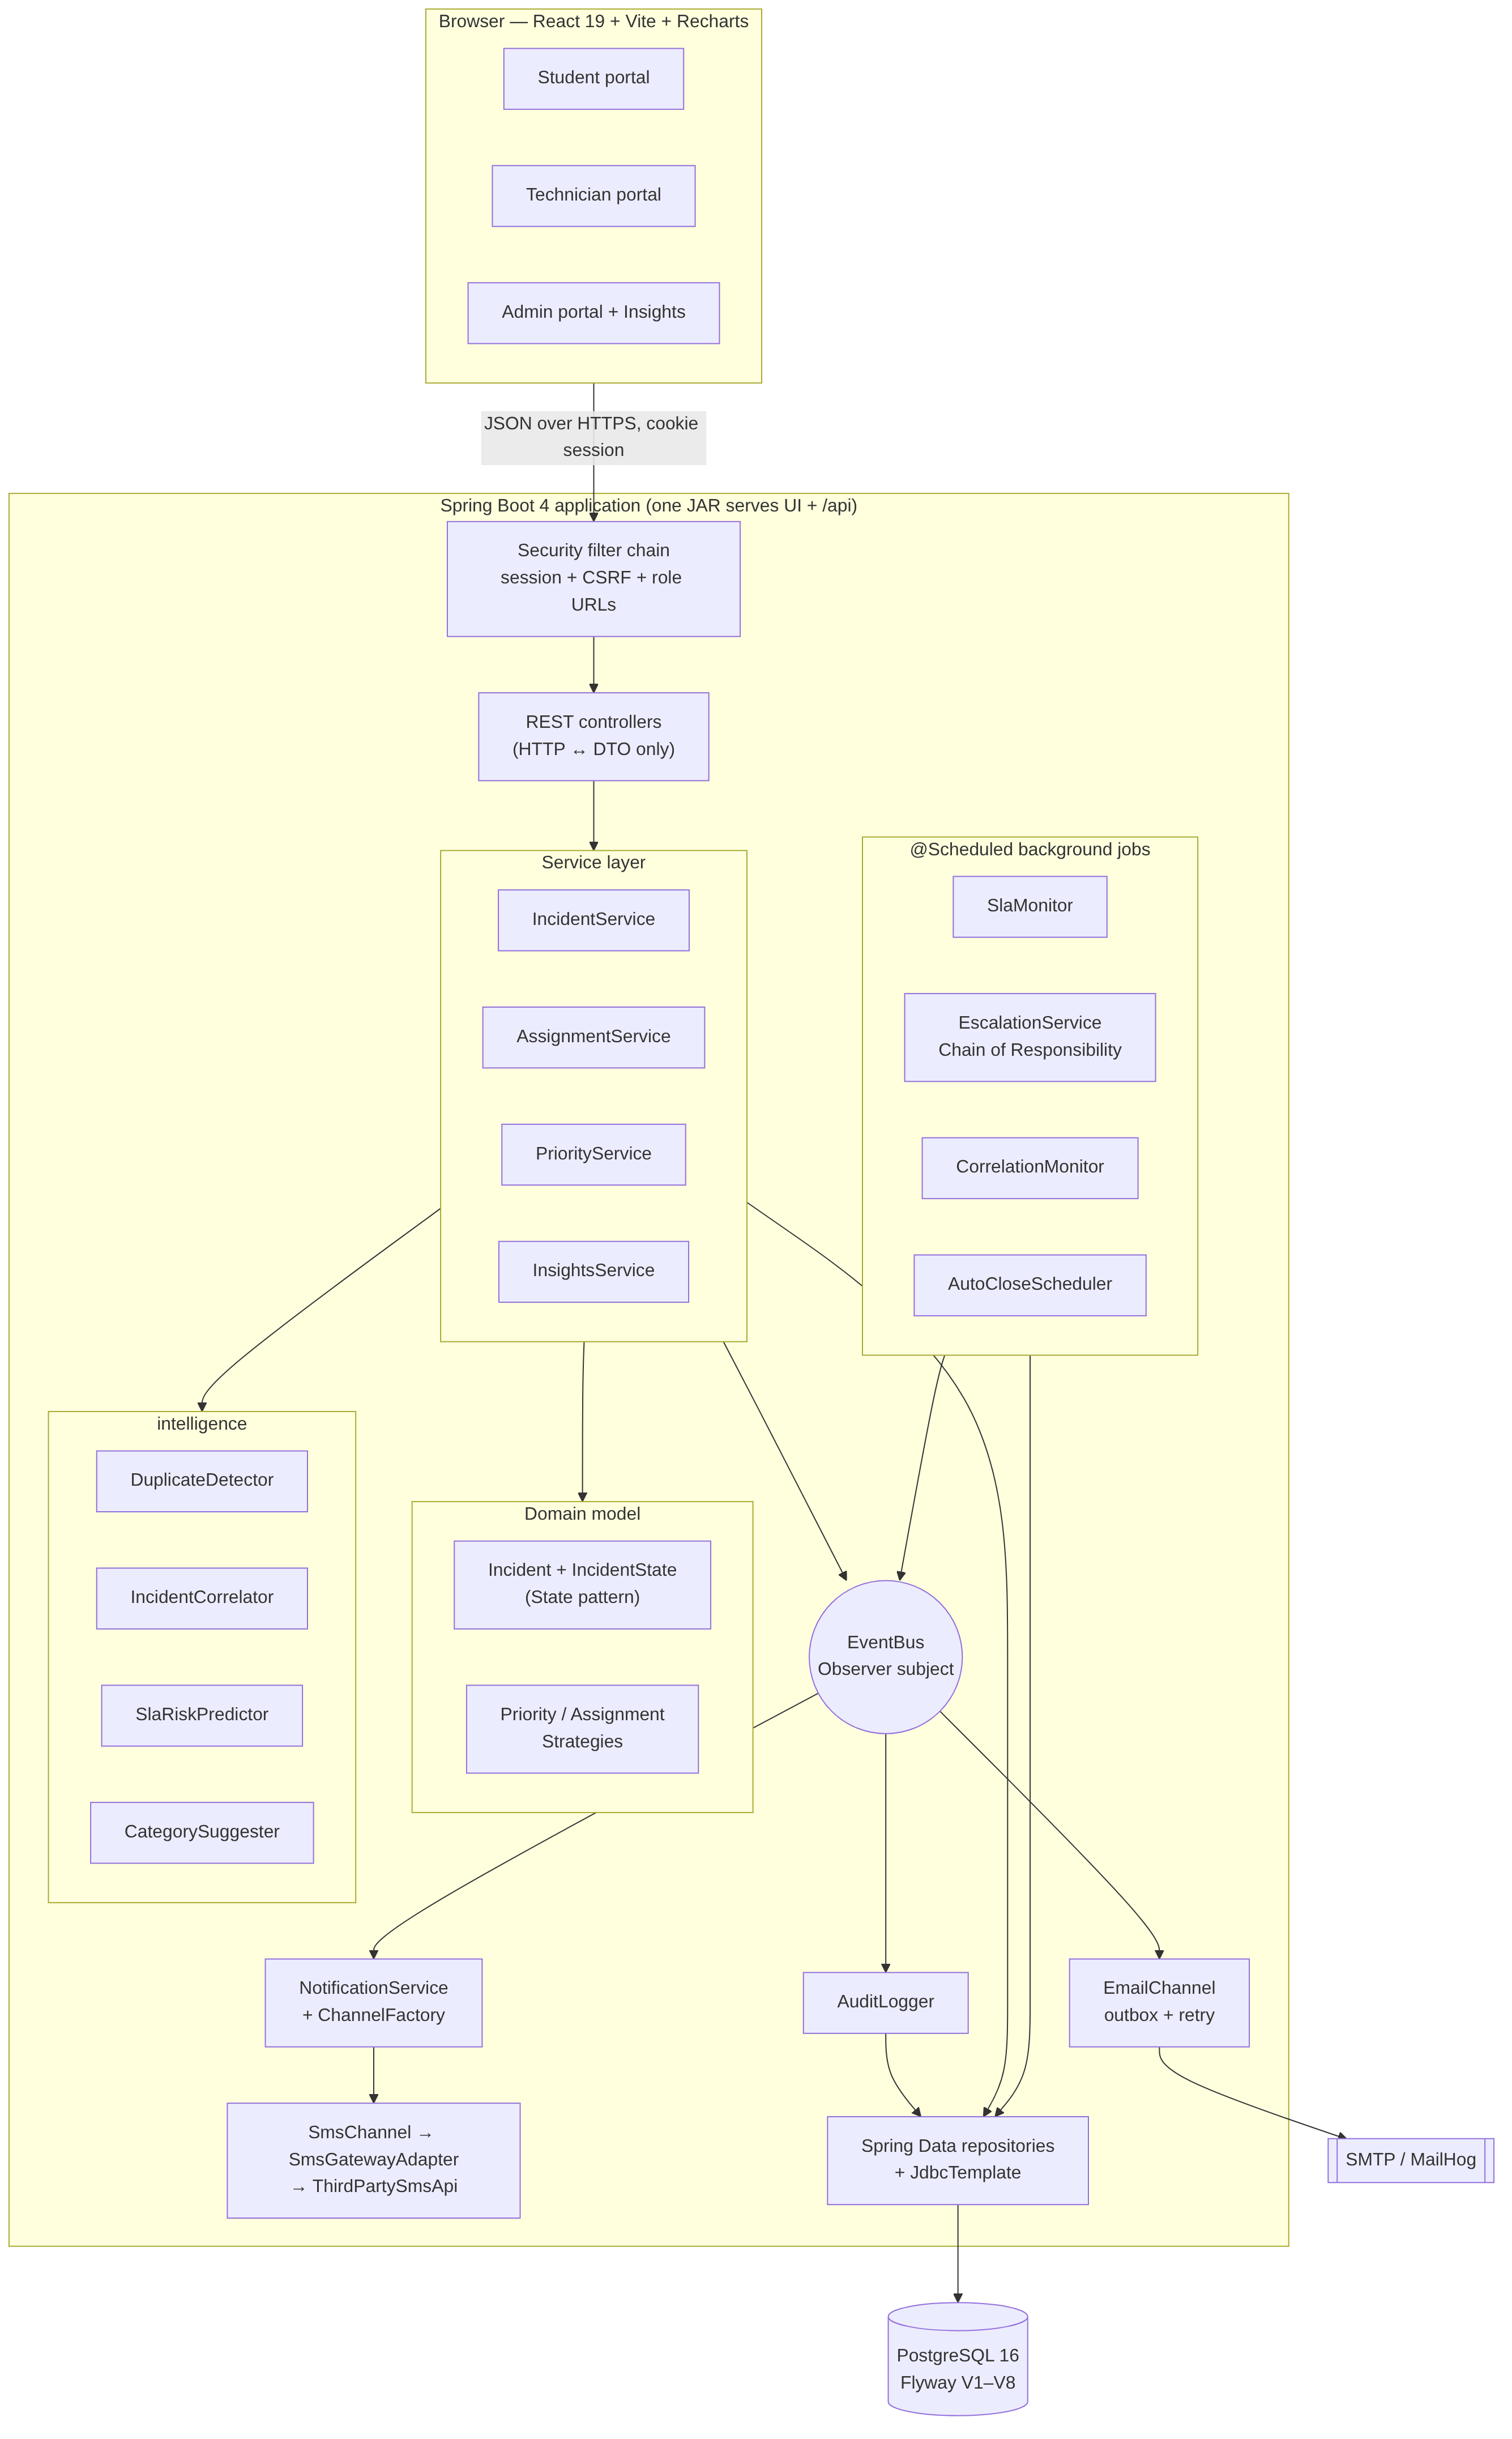 Browser — React 19 + Vite + Recharts
Student portal
Technician portal
Admin portal + Insights
JSON over HTTPS, cookie
session
Spring Boot 4 application (one JAR serves UI + /api)
Security filter chain
session + CSRF + role
URLs
REST controllers
(HTTP ↔ DTO only)
Service layer
IncidentService
AssignmentService
PriorityService
InsightsService
@Scheduled background jobs
SlaMonitor
EscalationService
Chain of Responsibility
CorrelationMonitor
AutoCloseScheduler
intelligence
DuplicateDetector
IncidentCorrelator
SlaRiskPredictor
CategorySuggester
Domain model
Incident + IncidentState
(State pattern)
Priority / Assignment
Strategies
EventBus
Observer subject
NotificationService
+ ChannelFactory
AuditLogger
EmailChannel
outbox + retry
SmsChannel →
SmsGatewayAdapter
→ ThirdPartySmsApi
Spring Data repositories
+ JdbcTemplate
SMTP / MailHog
PostgreSQL 16
Flyway V1–V8